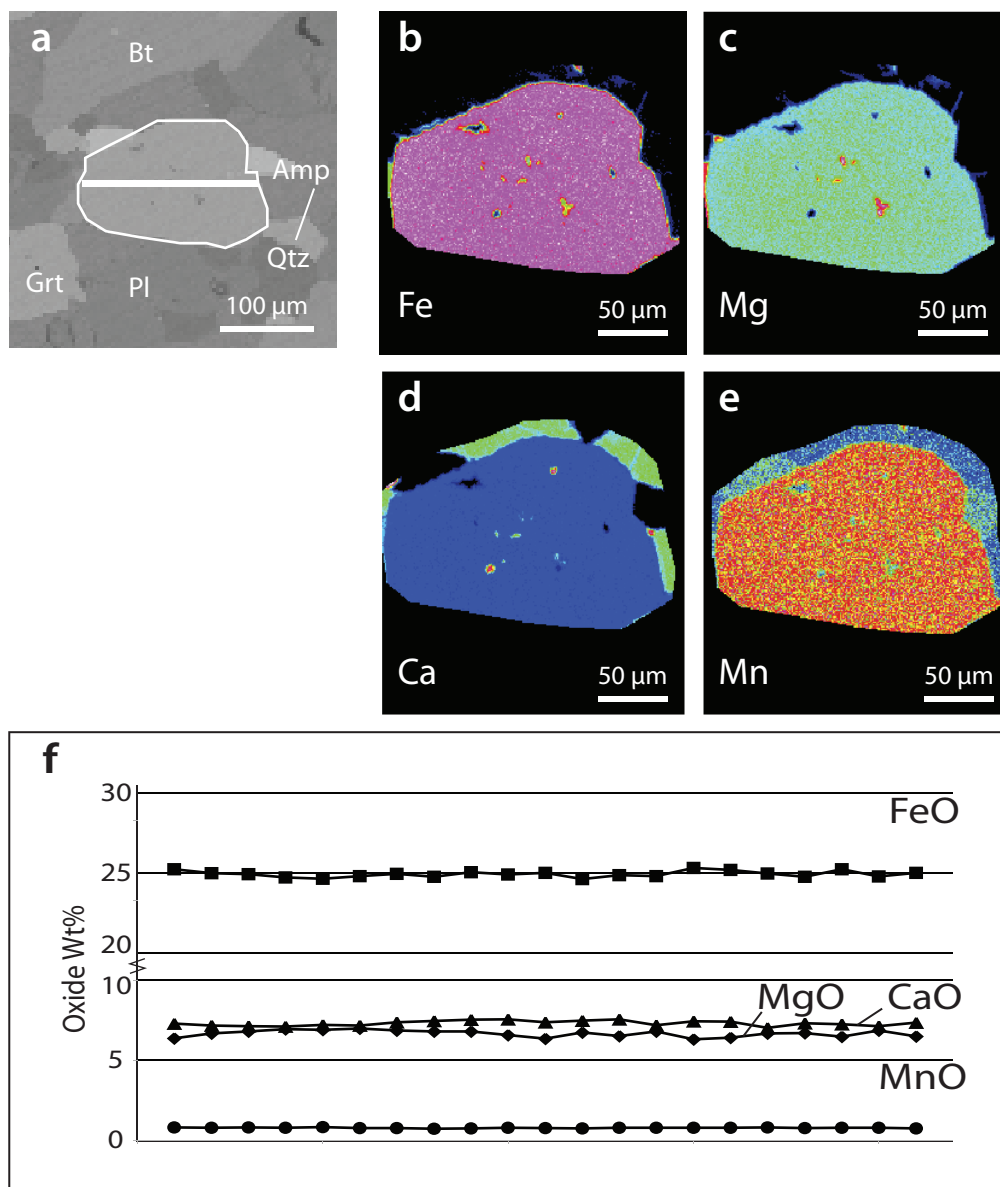 a
Bt
Amp
Qtz
Grt
Pl
100 μm
b
Fe
50 μm
c
Mg
50 μm
d
Ca
50 μm
e
Mn
50 μm
f
Oxide Wt%
30
25
20
10
5
0
FeO
MgO
CaO
MnO